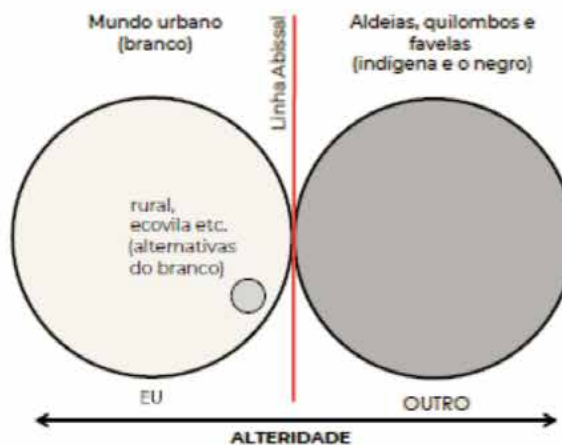 Mundo urbano
(branco)
Linha Abissal
Aldeias, quilombos e
favelas
(indígena e o negro)
rural,
ecovila etc.
(alternativas
do branco)
EU
OUTRO
ALTERIDADE